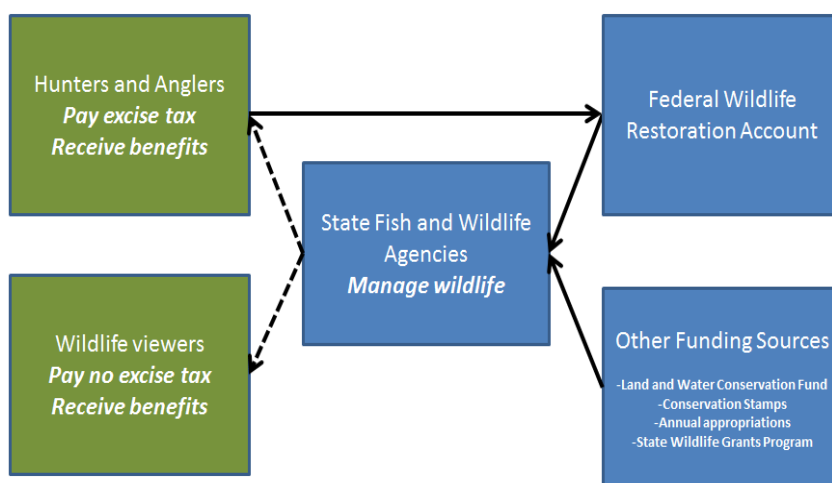 Hunters and Anglers
Pay excise tax
Receive benefits
Federal Wildlife
Restoration Account
State Fish and Wildlife
Agencies
Manage wildlife
Wildlife viewers
Pay no excise tax
Receive benefits
Other Funding Sources
-Land and Water Conservation Fund
-Conservation Stamps
-Annual appropriations
-State Wildlife Grants Program